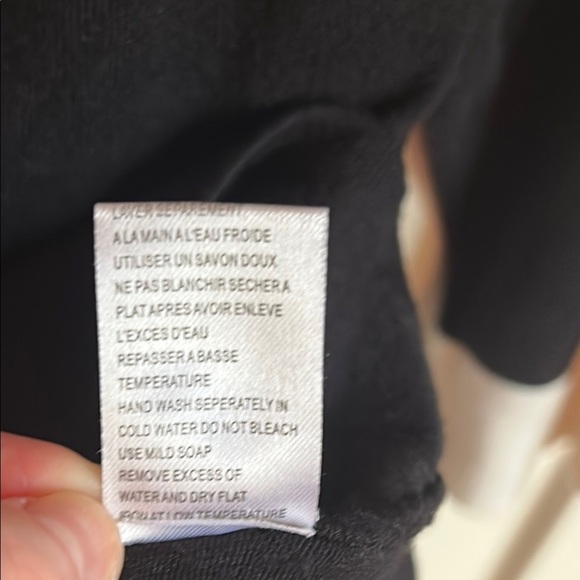 LAVER SEPAREMENT
A LA MAIN A L'EAU FROIDE
UTILISER UN SAVON DOUX
NE PAS BLANCHIR SECHER A
PLAT APRES AVOIR ENLEVE
L'EXCES D'EAU
REPASSER A BASSE
TEMPERATURE
HAND WASH SEPERATELY IN
COLD WATER DO NOT BLEACH
USE MILD SOAP
REMOVE EXCESS OF
WATER AND DRY FLAT
IRON AT LOW TEMPERATURE